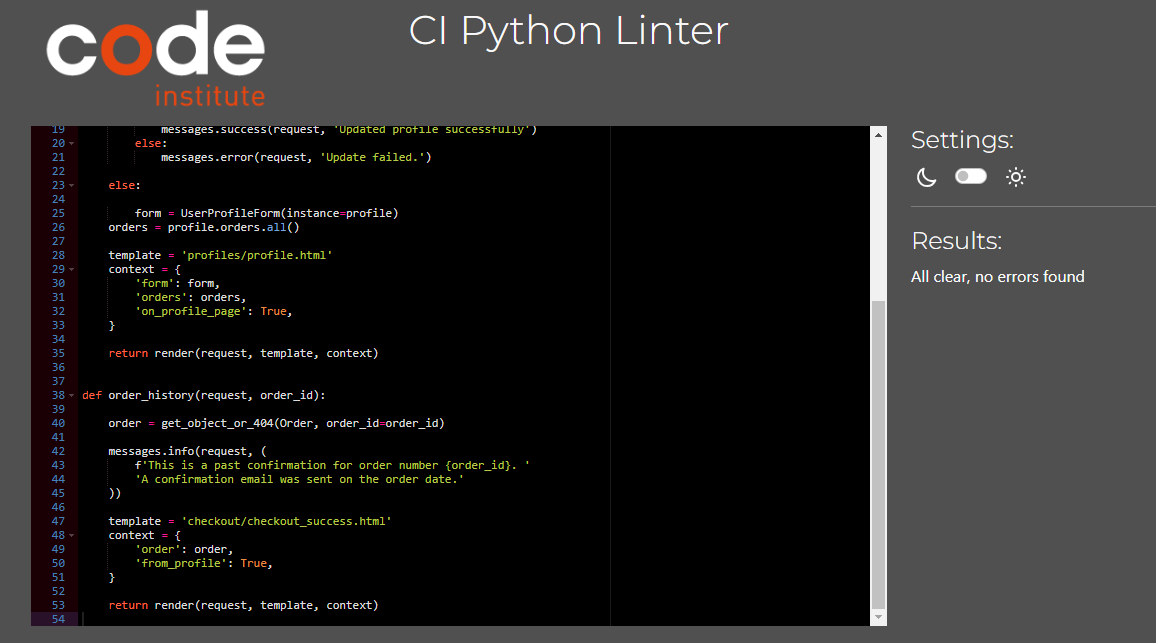 code
institute
CI Python Linter
19 messages.success(request, 'Updated profile successfully')
20 else:
21 messages.error(request, 'Update failed.')
22
23 else:
24
25 form = UserProfileForm(instance=profile)
26 orders = profile.orders.all()
27
28 template = 'profiles/profile.html'
29 context = {
30 'form': form,
31 'orders': orders,
32 'on_profile_page': True,
33 }
34
35 return render(request, template, context)
36
37
38 def order_history(request, order_id):
39
40 order = get_object_or_404(Order, order_id=order_id)
41
42 messages.info(request, (
43 f'This is a past confirmation for order number {order_id}. '
44 'A confirmation email was sent on the order date.'
45 ))
46
47 template = 'checkout/checkout_success.html'
48 context = {
49 'order': order,
50 'from_profile': True,
51 }
52
53 return render(request, template, context)
54
Settings:
Results:
All clear, no errors found